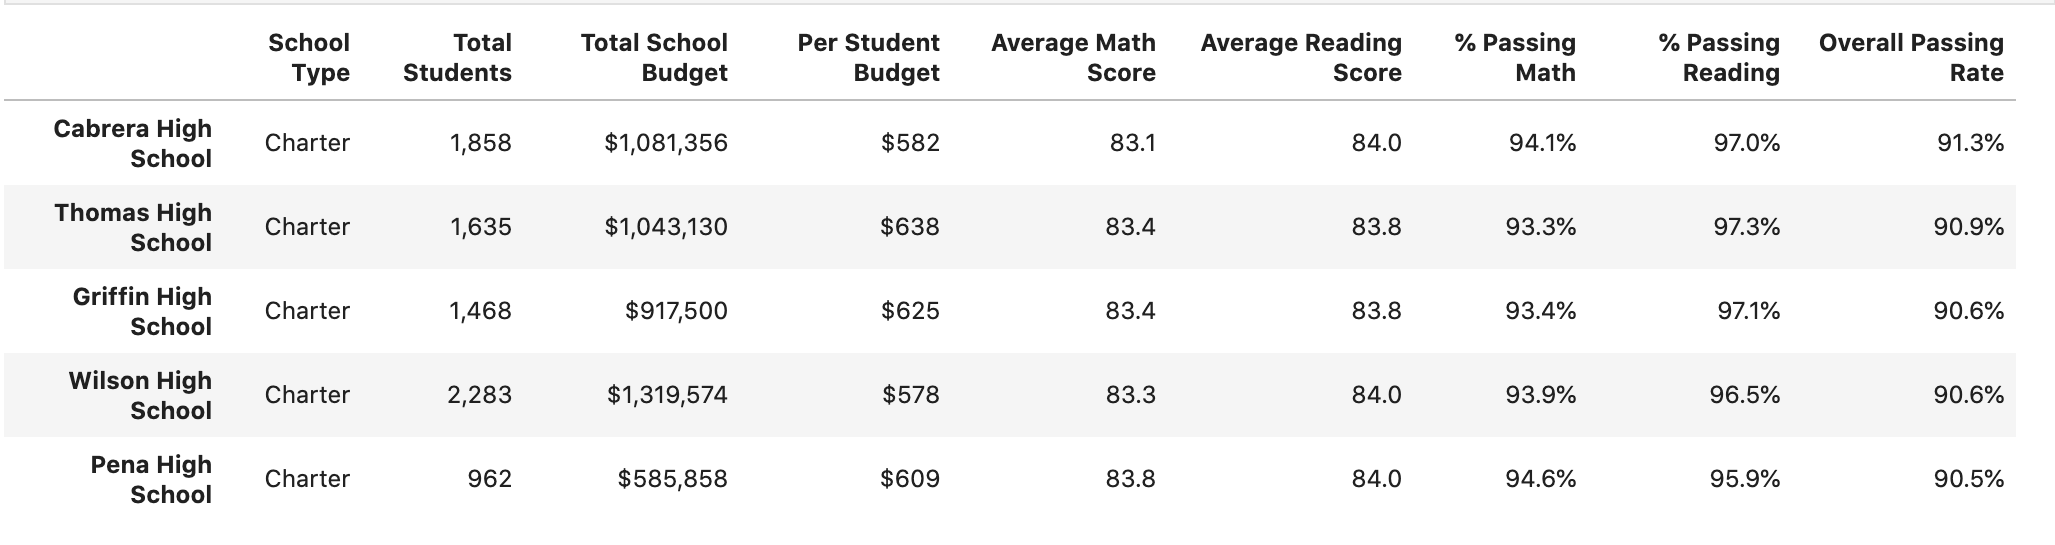 School Type Total Students Total School Budget Per Student Budget Average Math Score Average Reading Score % Passing Math % Passing Reading Overall Passing Rate
Cabrera High School Charter 1,858 $1,081,356 $582 83.1 84.0 94.1% 97.0% 91.3%
Thomas High School Charter 1,635 $1,043,130 $638 83.4 83.8 93.3% 97.3% 90.9%
Griffin High School Charter 1,468 $917,500 $625 83.4 83.8 93.4% 97.1% 90.6%
Wilson High School Charter 2,283 $1,319,574 $578 83.3 84.0 93.9% 96.5% 90.6%
Pena High School Charter 962 $585,858 $609 83.8 84.0 94.6% 95.9% 90.5%